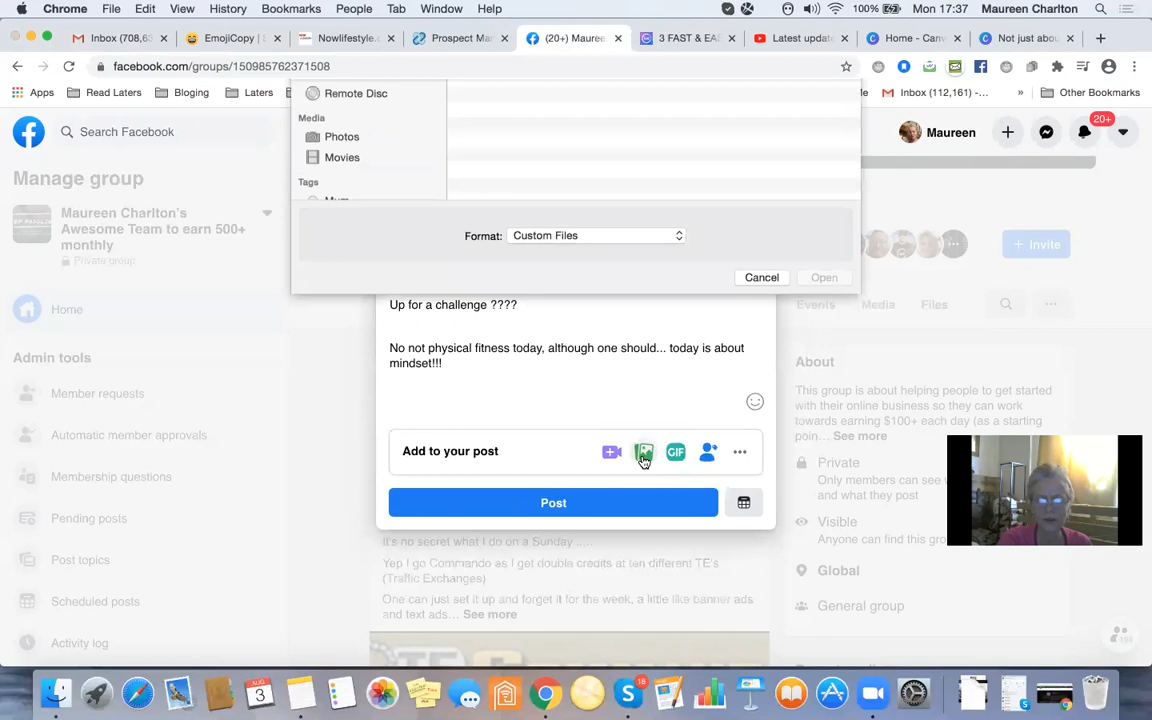 Chrome File Edit View History Bookmarks People Tab Window Help 100% Mon 17:37 Maureen Charlton
Inbox (708,63 EmojiCopy | Nowlifestyle.c Prospect Ma (20+) Mauree 3 FAST & EA Latest update Home - Canv Not just abou
facebook.com/groups/150985762371508
Apps Read Laters Bloging Laters Inbox (112,161) -... » Other Bookmarks
Remote Disc
Media
Photos
Movies
Tags
Format: Custom Files
Cancel Open
Search Facebook
Maureen
20+
Manage group
Maureen Charlton's
Awesome Team to earn 500+
monthly
Private group
Home
Admin tools
Member requests
Automatic member approvals
Membership questions
Pending posts
Post topics
Scheduled posts
Activity log
Up for a challenge ????
No not physical fitness today, although one should... today is about
mindset!!!
Add to your post
GIF
Post
It's no secret what I do on a Sunday .....
Yep I go Commando as I get double credits at ten different TE's
(Traffic Exchanges)
One can just set it up and forget it for the week, a little like banner ads
and text ads... See more
+ Invite
Events Media Files
About
This group is about helping people to get started
with their online business so they can work
towards earning $100+ each day (as a starting
poin... See more
Private
Only members can see
and what they post
Visible
Anyone can find this gro
Global
General group
AUG
3
18